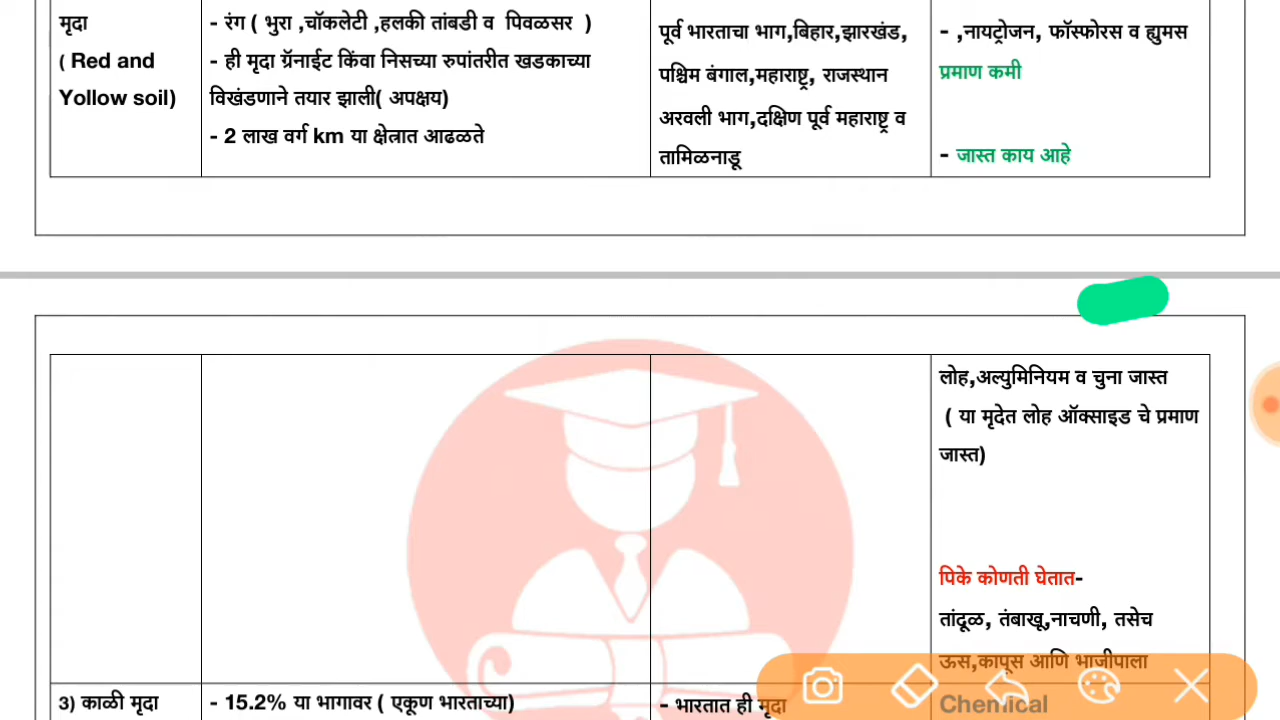 मृदा
( Red and
Yollow soil)
- रंग ( भुरा ,चॉकलेटी ,हलकी तांबडी व पिवळसर )
- ही मृदा ग्रॅनाईट किंवा निसच्या रुपांतरीत खडकाच्या
विखंडणाने तयार झाली( अपक्षय)
- 2 लाख वर्ग km या क्षेत्रात आढळते
पूर्व भारताचा भाग,बिहार,झारखंड,
पश्चिम बंगाल,महाराष्ट्र, राजस्थान
अरवली भाग,दक्षिण पूर्व महाराष्ट्र व
तामिळनाडू
- ,नायट्रोजन, फॉस्फोरस व ह्युमस
प्रमाण कमी
- जास्त काय आहे
लोह,अल्युमिनियम व चुना जास्त
( या मृदेत लोह ऑक्साइड चे प्रमाण
जास्त)
पिके कोणती घेतात-
तांदूळ, तंबाखू,नाचणी, तसेच
ऊस,कापूस आणि भाजीपाला
3) काळी मृदा
- 15.2% या भागावर ( एकूण भारताच्या)
- भारतात ही मृदा
Chemical